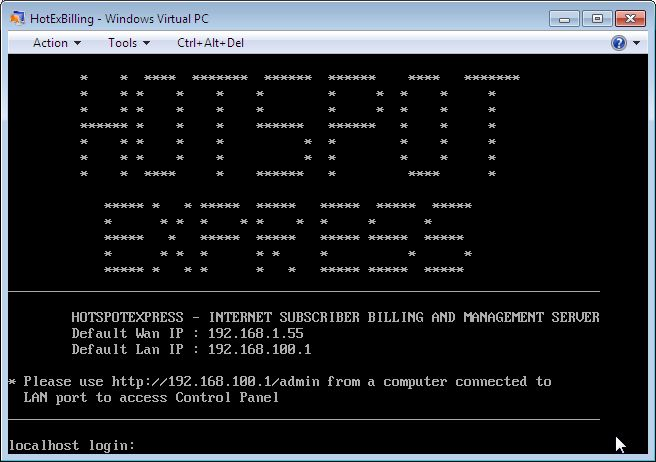 HotExBilling - Windows Virtual PC
Action Tools Ctrl+Alt+Del
HOTSPOT
EXPRESS
HOTSPOTEXPRESS - INTERNET SUBSCRIBER BILLING AND MANAGEMENT SERVER
Default Wan IP : 192.168.1.55
Default Lan IP : 192.168.100.1
* Please use http://192.168.100.1/admin from a computer connected to
LAN port to access Control Panel
localhost login: